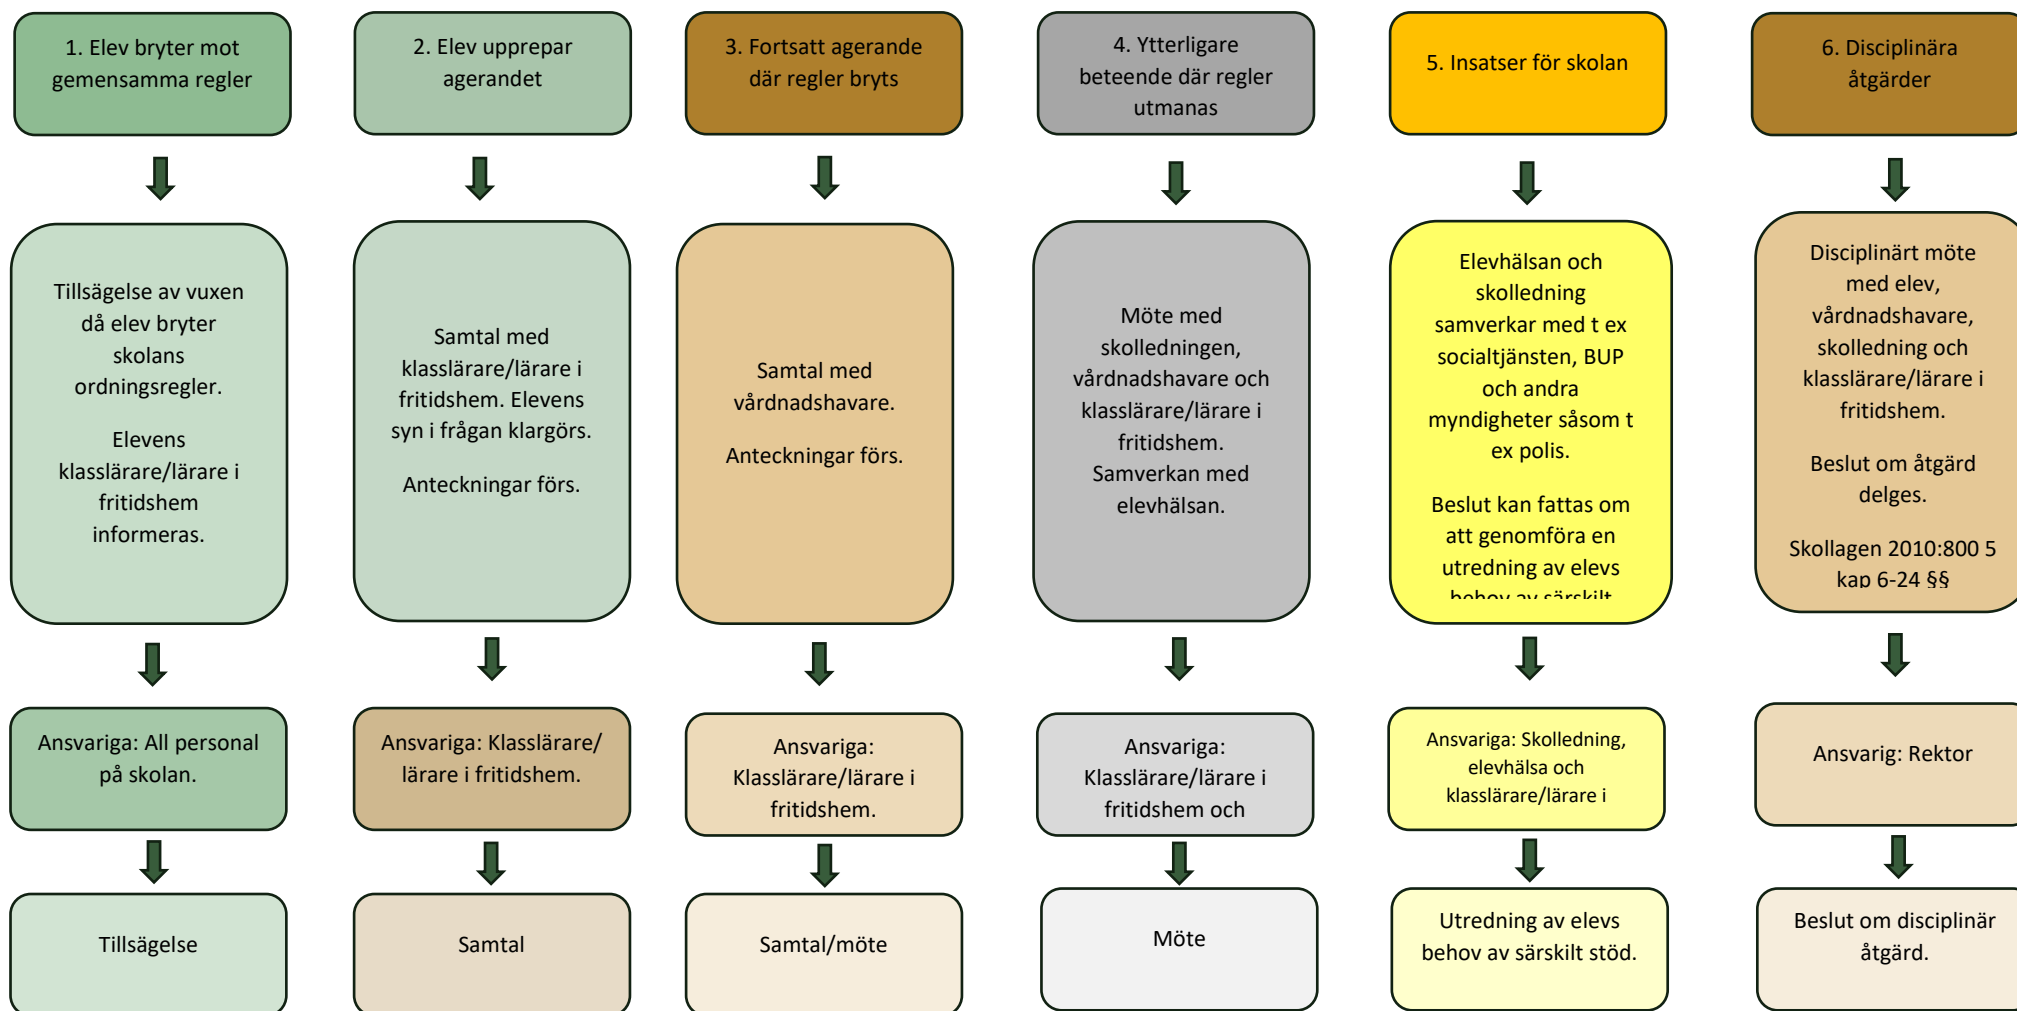 1. Elev bryter mot
gemensamma regler
2. Elev upprepar
agerandet
3. Fortsatt agerande
där regler bryts
4. Ytterligare
beteende där regler
utmanas
5. Insatser för skolan
6. Disciplinära
åtgärder
Tillsägelse av vuxen
då elev bryter
skolans
ordningsregler.
Elevens
klasslärare/lärare i
fritidshem
informeras.
Samtal med
klasslärare/lärare i
fritidshem. Elevens
syn i frågan klargörs.
Anteckningar förs.
Samtal med
vårdnadshavare.
Anteckningar förs.
Möte med
skolledningen,
vårdnadshavare och
klasslärare/lärare i
fritidshem.
Samverkan med
elevhälsan.
Elevhälsan och
skolledning
samverkar med t ex
socialtjänsten, BUP
och andra
myndigheter såsom t
ex polis.
Beslut kan fattas om
att genomföra en
utredning av elevs
behov av särskilt
Disciplinärt möte
med elev,
vårdnadshavare,
skolledning och
klasslärare/lärare i
fritidshem.
Beslut om åtgärd
delges.
Skollagen 2010:800 5
kap 6-24 §§
Ansvariga: All personal
på skolan.
Ansvariga: Klasslärare/
lärare i fritidshem.
Ansvariga:
Klasslärare/lärare i
fritidshem.
Ansvariga:
Klasslärare/lärare i
fritidshem och
Ansvariga: Skolledning,
elevhälsa och
klasslärare/lärare i
Ansvarig: Rektor
Tillsägelse
Samtal
Samtal/möte
Möte
Utredning av elevs
behov av särskilt stöd.
Beslut om disciplinär
åtgärd.